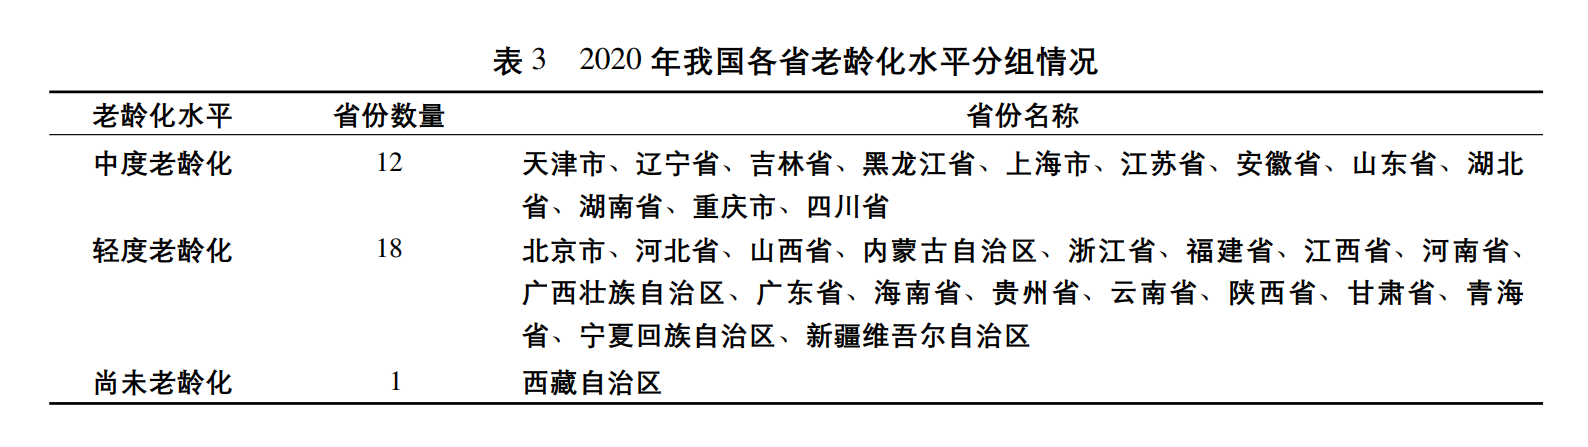 表 3 2020 年我国各省老龄化水平分组情况
老龄化水平 省份数量 省份名称
中度老龄化 12 天津市、辽宁省、吉林省、黑龙江省、上海市、江苏省、安徽省、山东省、湖北
省、湖南省、重庆市、四川省
轻度老龄化 18 北京市、河北省、山西省、内蒙古自治区、浙江省、福建省、江西省、河南省、
广西壮族自治区、广东省、海南省、贵州省、云南省、陕西省、甘肃省、青海
省、宁夏回族自治区、新疆维吾尔自治区
尚未老龄化 1 西藏自治区